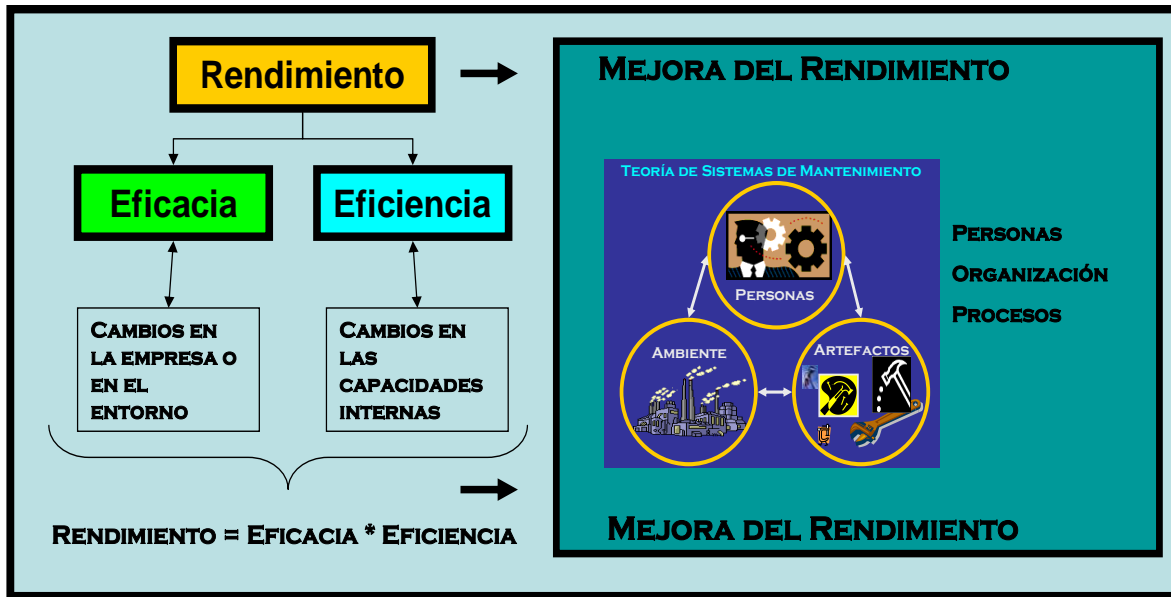 Rendimiento
Eficacia
Eficiencia
Cambios en
la empresa o
en el
entorno
Cambios en
las
capacidades
internas
Rendimiento = Eficacia * Eficiencia
Mejora del Rendimiento
Teoría de Sistemas de Mantenimiento
Personas
Ambiente
Artefactos
Personas
Organización
Procesos
Mejora del Rendimiento